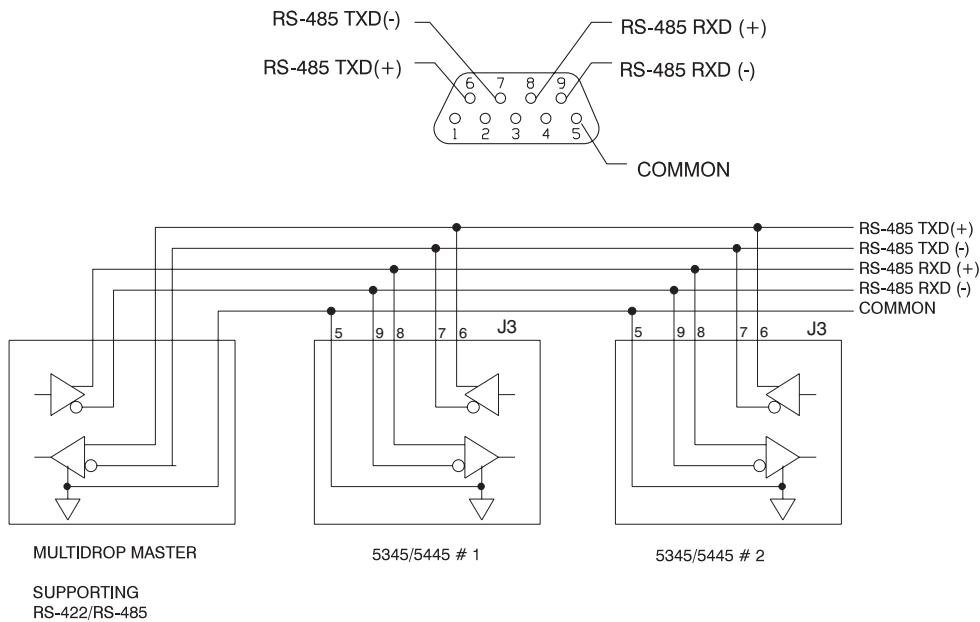 RS-485 TXD(-)
RS-485 RXD (+)
RS-485 TXD(+)
RS-485 RXD (-)
6 7 8 9
1 2 3 4 5
COMMON
RS-485 TXD(+)
RS-485 TXD (-)
RS-485 RXD (+)
RS-485 RXD (-)
COMMON
5 9 8 7 6 J3
5 9 8 7 6 J3
MULTIDROP MASTER
5345/5445 # 1
5345/5445 # 2
SUPPORTING
RS-422/RS-485